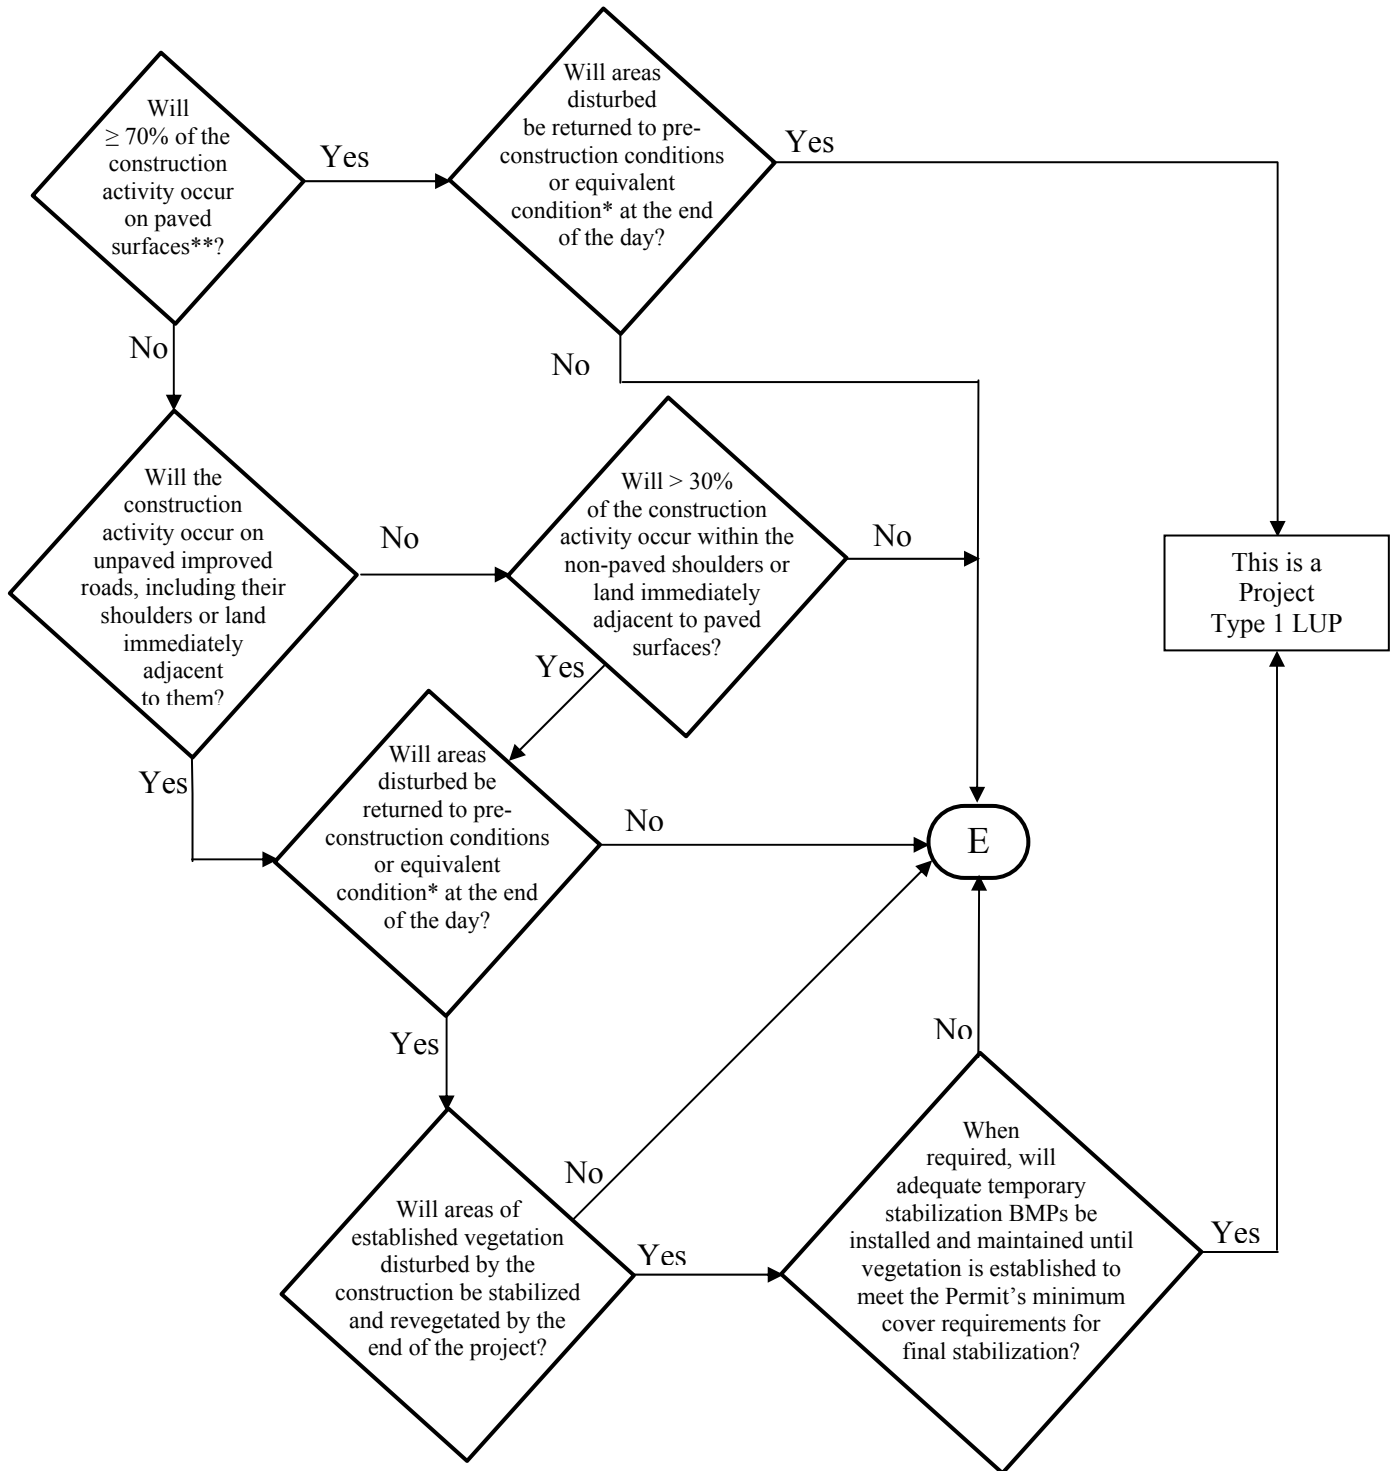 Will
≥ 70% of the
construction
activity occur
on paved
surfaces**?
Yes
Will areas
disturbed
be returned to pre-
construction conditions
or equivalent
condition* at the end
of the day?
Yes
No
No
Will the
construction
activity occur on
unpaved improved
roads, including their
shoulders or land
immediately
adjacent
to them?
No
Will > 30%
of the construction
activity occur within the
non-paved shoulders or
land immediately
adjacent to paved
surfaces?
No
This is a
Project
Type 1 LUP
Yes
Yes
Will areas
disturbed be
returned to pre-
construction conditions
or equivalent
condition* at the end
of the day?
No
E
Yes
No
No
Will areas of
established vegetation
disturbed by the
construction be stabilized
and revegetated by the
end of the project?
Yes
When
required, will
adequate temporary
stabilization BMPs be
installed and maintained until
vegetation is established to
meet the Permit’s minimum
cover requirements for
final stabilization?
Yes